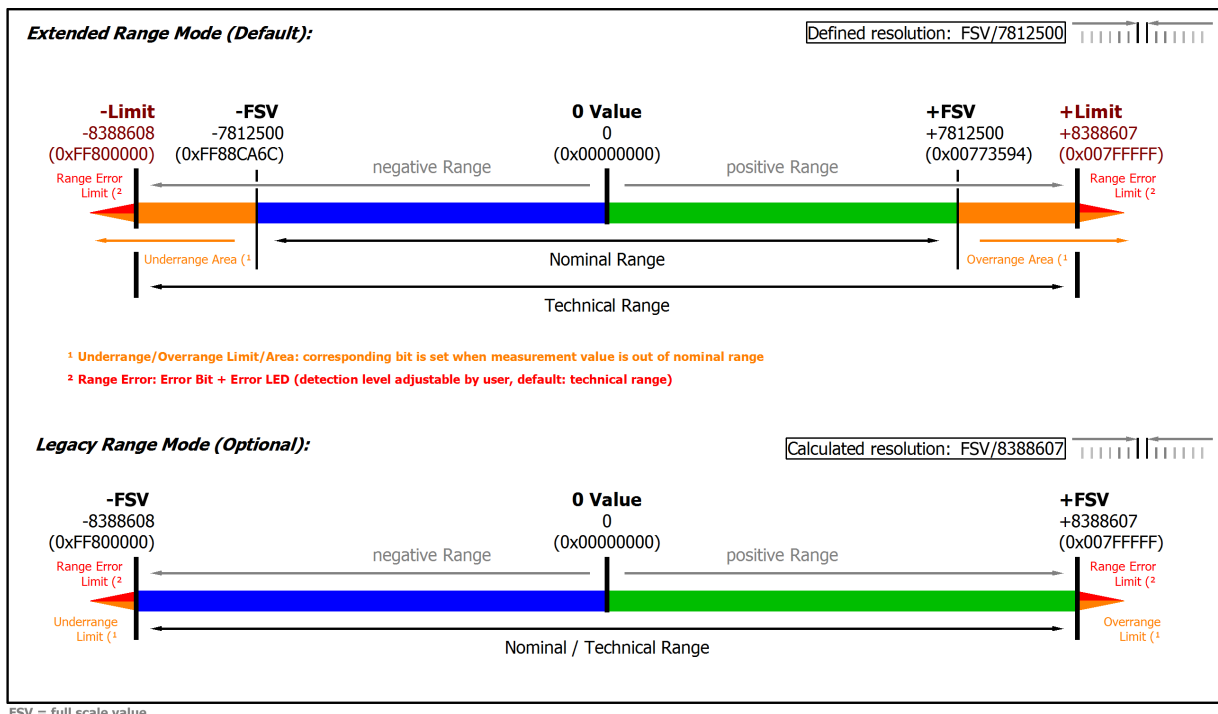 Extended Range Mode (Default):
Defined resolution: FSV/7812500
-Limit
-8388608
(0xFF800000)
-FSV
-7812500
(0xFF88CA6C)
0 Value
0
(0x00000000)
+FSV
+7812500
(0x00773594)
+Limit
+8388607
(0x007FFFFF)
negative Range
positive Range
Range Error
Limit (²
Range Error
Limit (²
Underrange Area (¹
Nominal Range
Overrange Area (¹
Technical Range
¹ Underrange/Overrange Limit/Area: corresponding bit is set when measurement value is out of nominal range
² Range Error: Error Bit + Error LED (detection level adjustable by user, default: technical range)
Legacy Range Mode (Optional):
Calculated resolution: FSV/8388607
-FSV
-8388608
(0xFF800000)
0 Value
0
(0x00000000)
+FSV
+8388607
(0x007FFFFF)
negative Range
positive Range
Range Error
Limit (²
Range Error
Limit (²
Underrange
Limit (¹
Overrange
Limit (¹
Nominal / Technical Range
FSV = full scale value